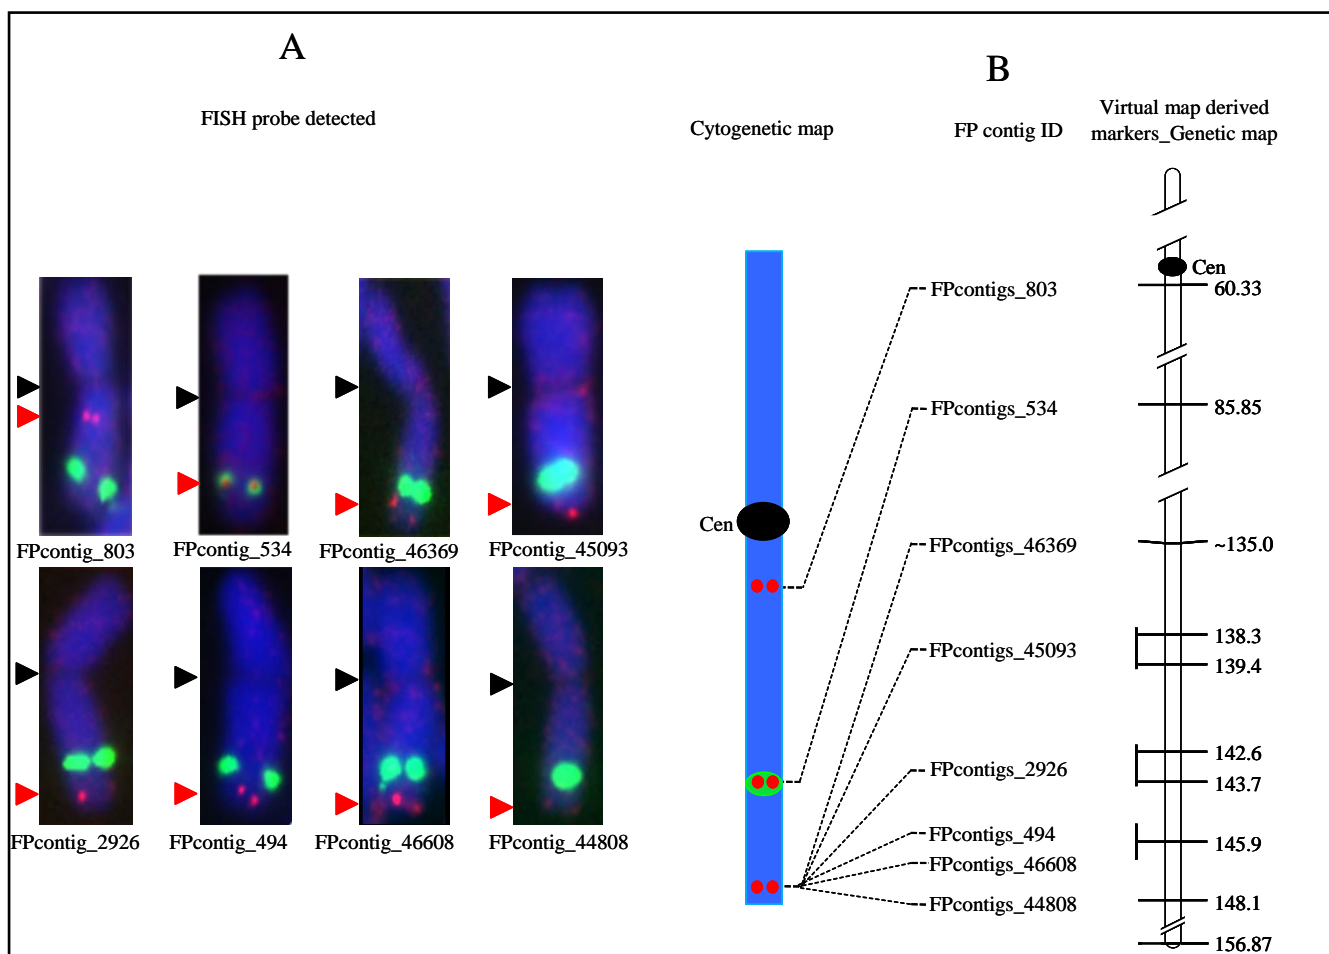 A
FISH probe detected
FPcontig_803
FPcontig_534
FPcontig_46369
FPcontig_45093
FPcontig_2926
FPcontig_494
FPcontig_46608
FPcontig_44808
B
Cytogenetic map
FP contig ID
Virtual map derived
markers_Genetic map
Cen
Cen
FPcontigs_803
60.33
FPcontigs_534
85.85
FPcontigs_46369
~135.0
FPcontigs_45093
138.3
139.4
FPcontigs_2926
142.6
143.7
FPcontigs_494
145.9
FPcontigs_46608
FPcontigs_44808
148.1
156.87